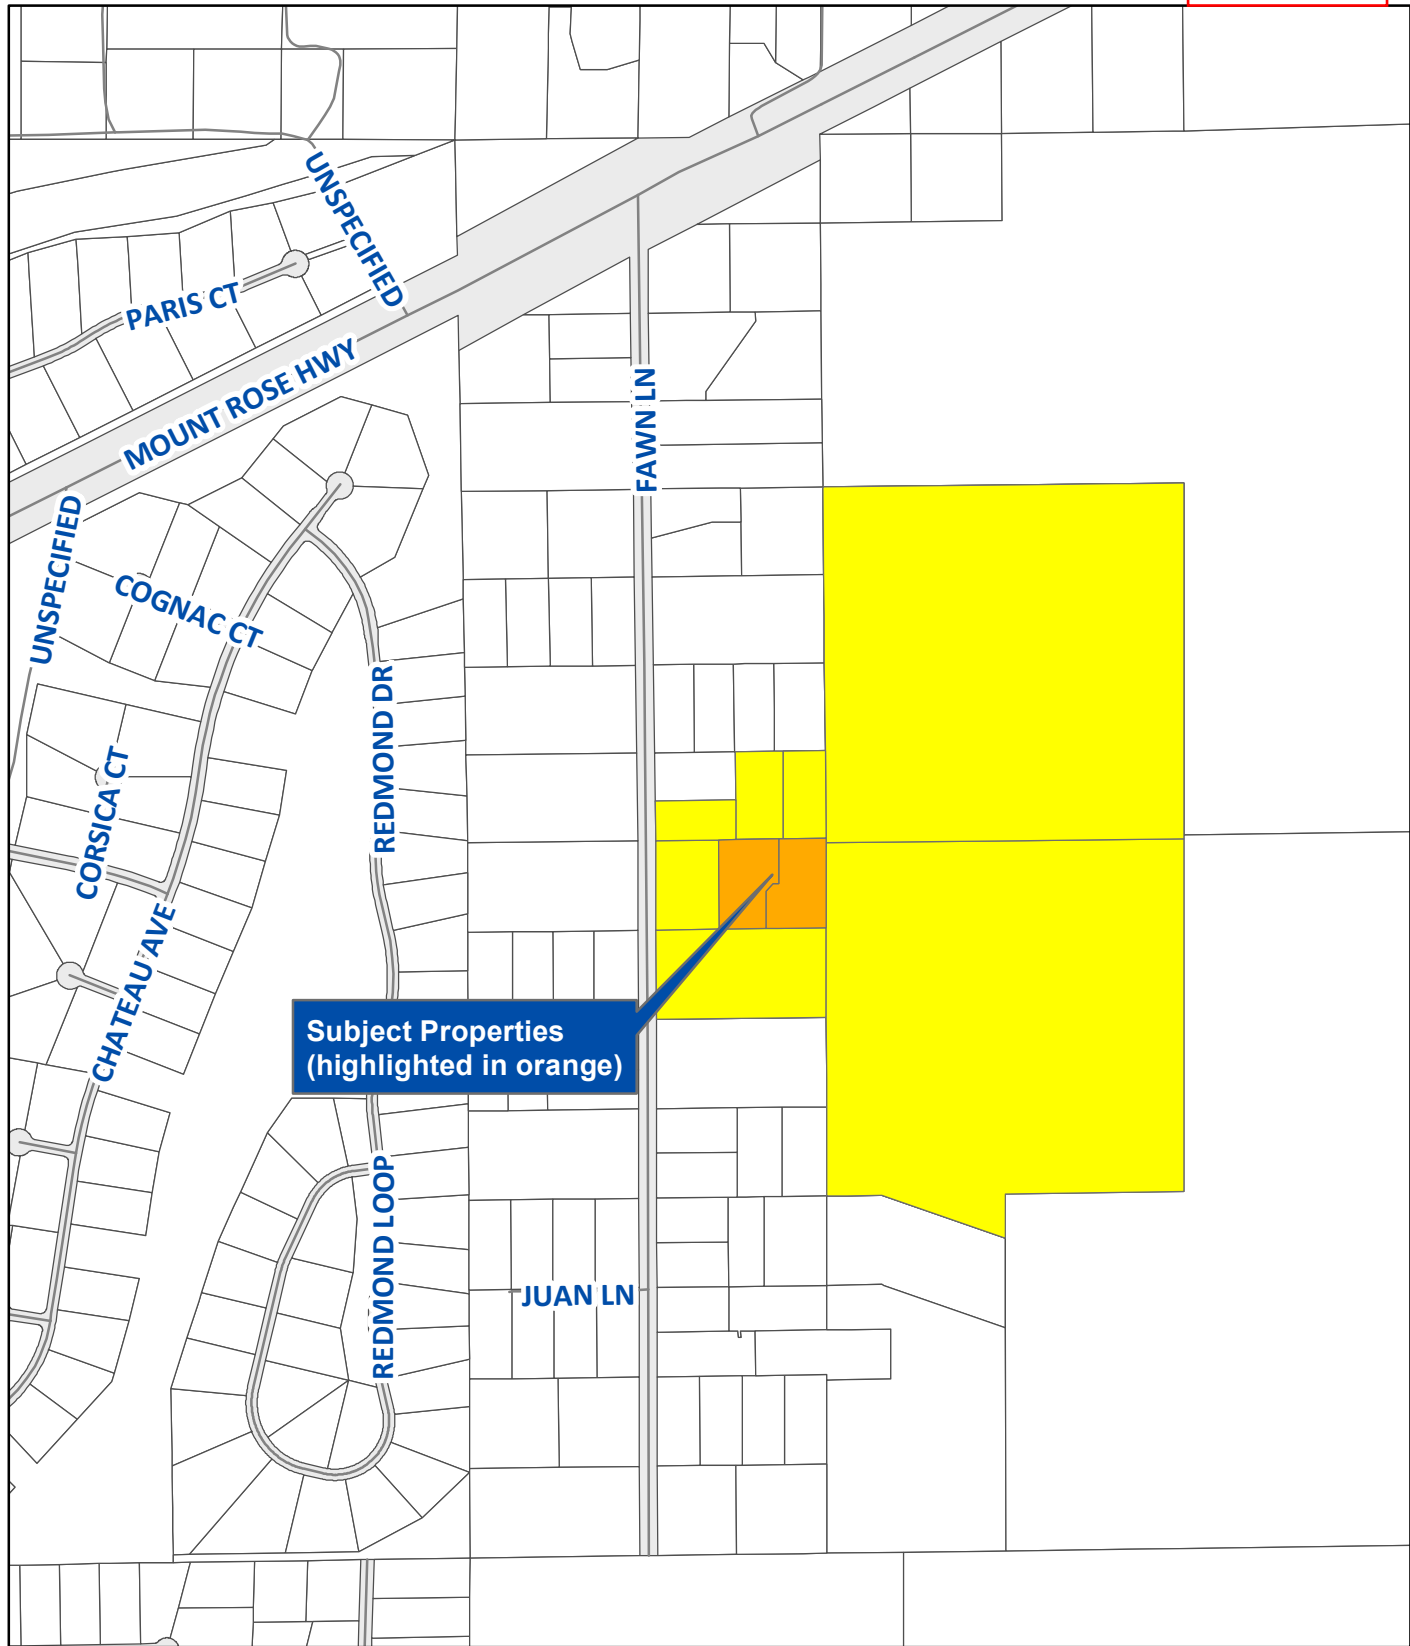 UNSPECIFIED
PARIS CT
MOUNT ROSE HWY
FAWN LN
UNSPECIFIED
COGNAC CT
REDMOND DR
CORSICA CT
CHATEAU AVE
Subject Properties
(highlighted in orange)
REDMOND LOOP
JUAN LN